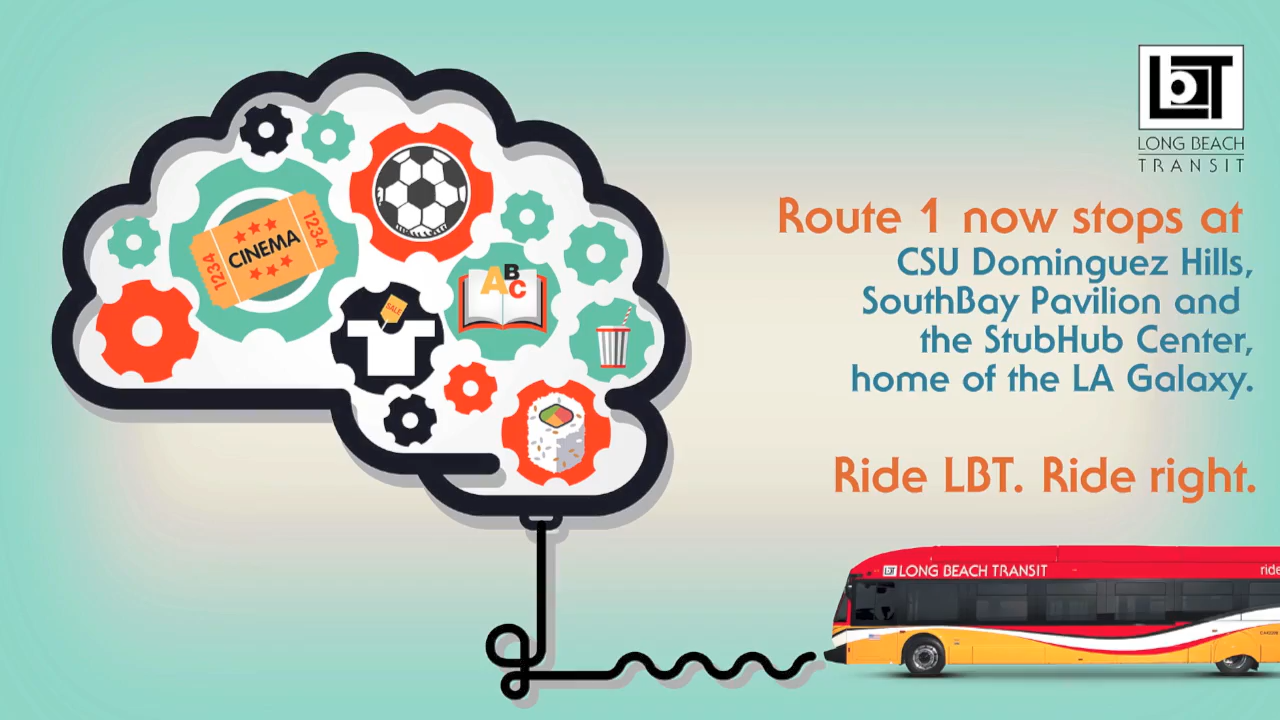 LbT
LONG BEACH
TRANSIT
1234
CINEMA
1234
SALE
A B C
Route 1 now stops at
CSU Dominguez Hills,
SouthBay Pavilion and
the StubHub Center,
home of the LA Galaxy.
Ride LBT. Ride right.
LbT LONG BEACH TRANSIT
ride